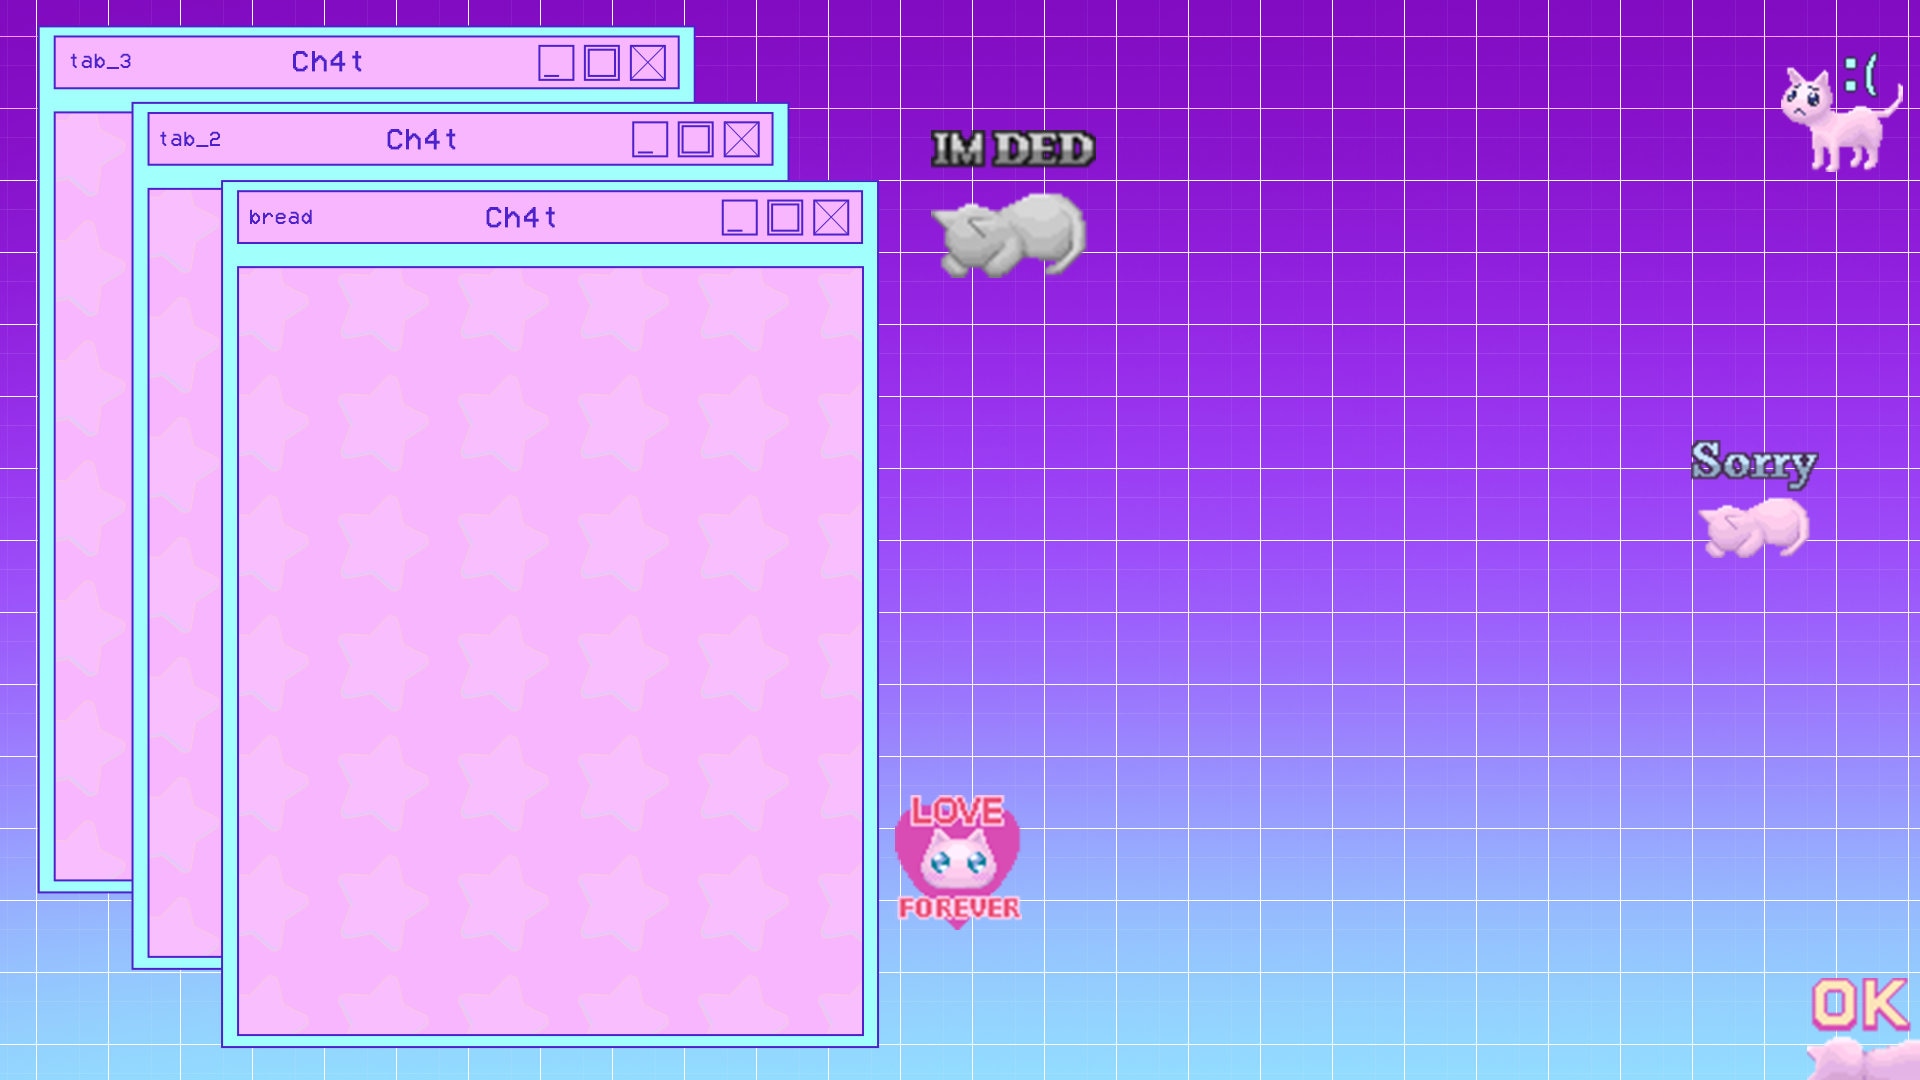 tab_3 Ch4t
tab_2 Ch4t
bread Ch4t
IM DED
:(
Sorry
LOVE
FOREVER
OK